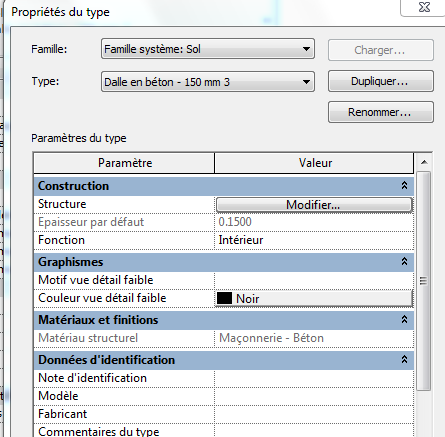 Propriétés du type
Famille: Famille système: Sol Charger...
Type: Dalle en béton - 150 mm 3 Dupliquer...
Renommer...
Paramètres du type
Paramètre Valeur
Construction
Structure Modifier...
Epaisseur par défaut 0.1500
Fonction Intérieur
Graphismes
Motif vue détail faible
Couleur vue détail faible Noir
Matériaux et finitions
Matériau structurel Maçonnerie - Béton
Données d'identification
Note d'identification
Modèle
Fabricant
Commentaires du type